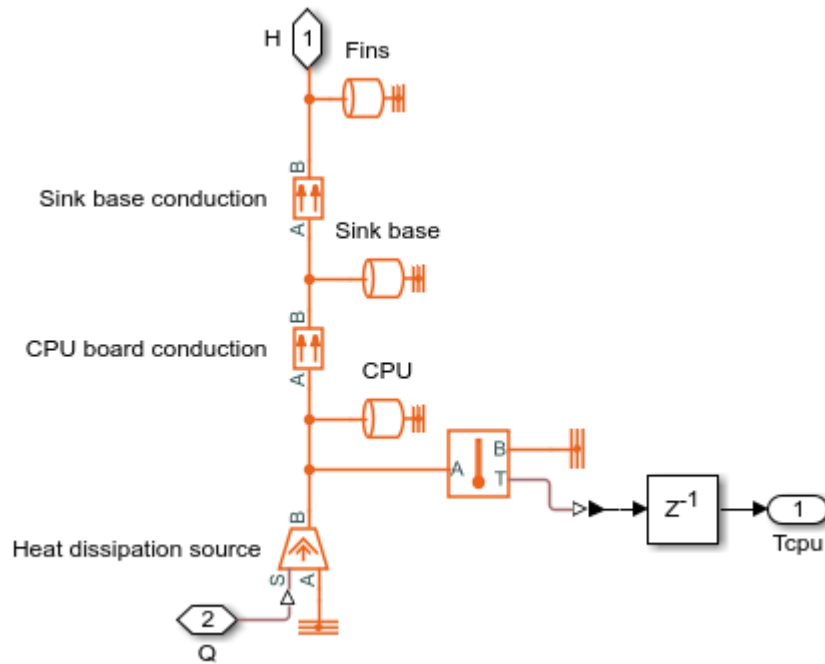 H
1
Fins
B
Sink base conduction
A
Sink base
B
CPU board conduction
A
CPU
B
A
T
Z-1
1
Tcpu
B
Heat dissipation source
S
A
2
Q